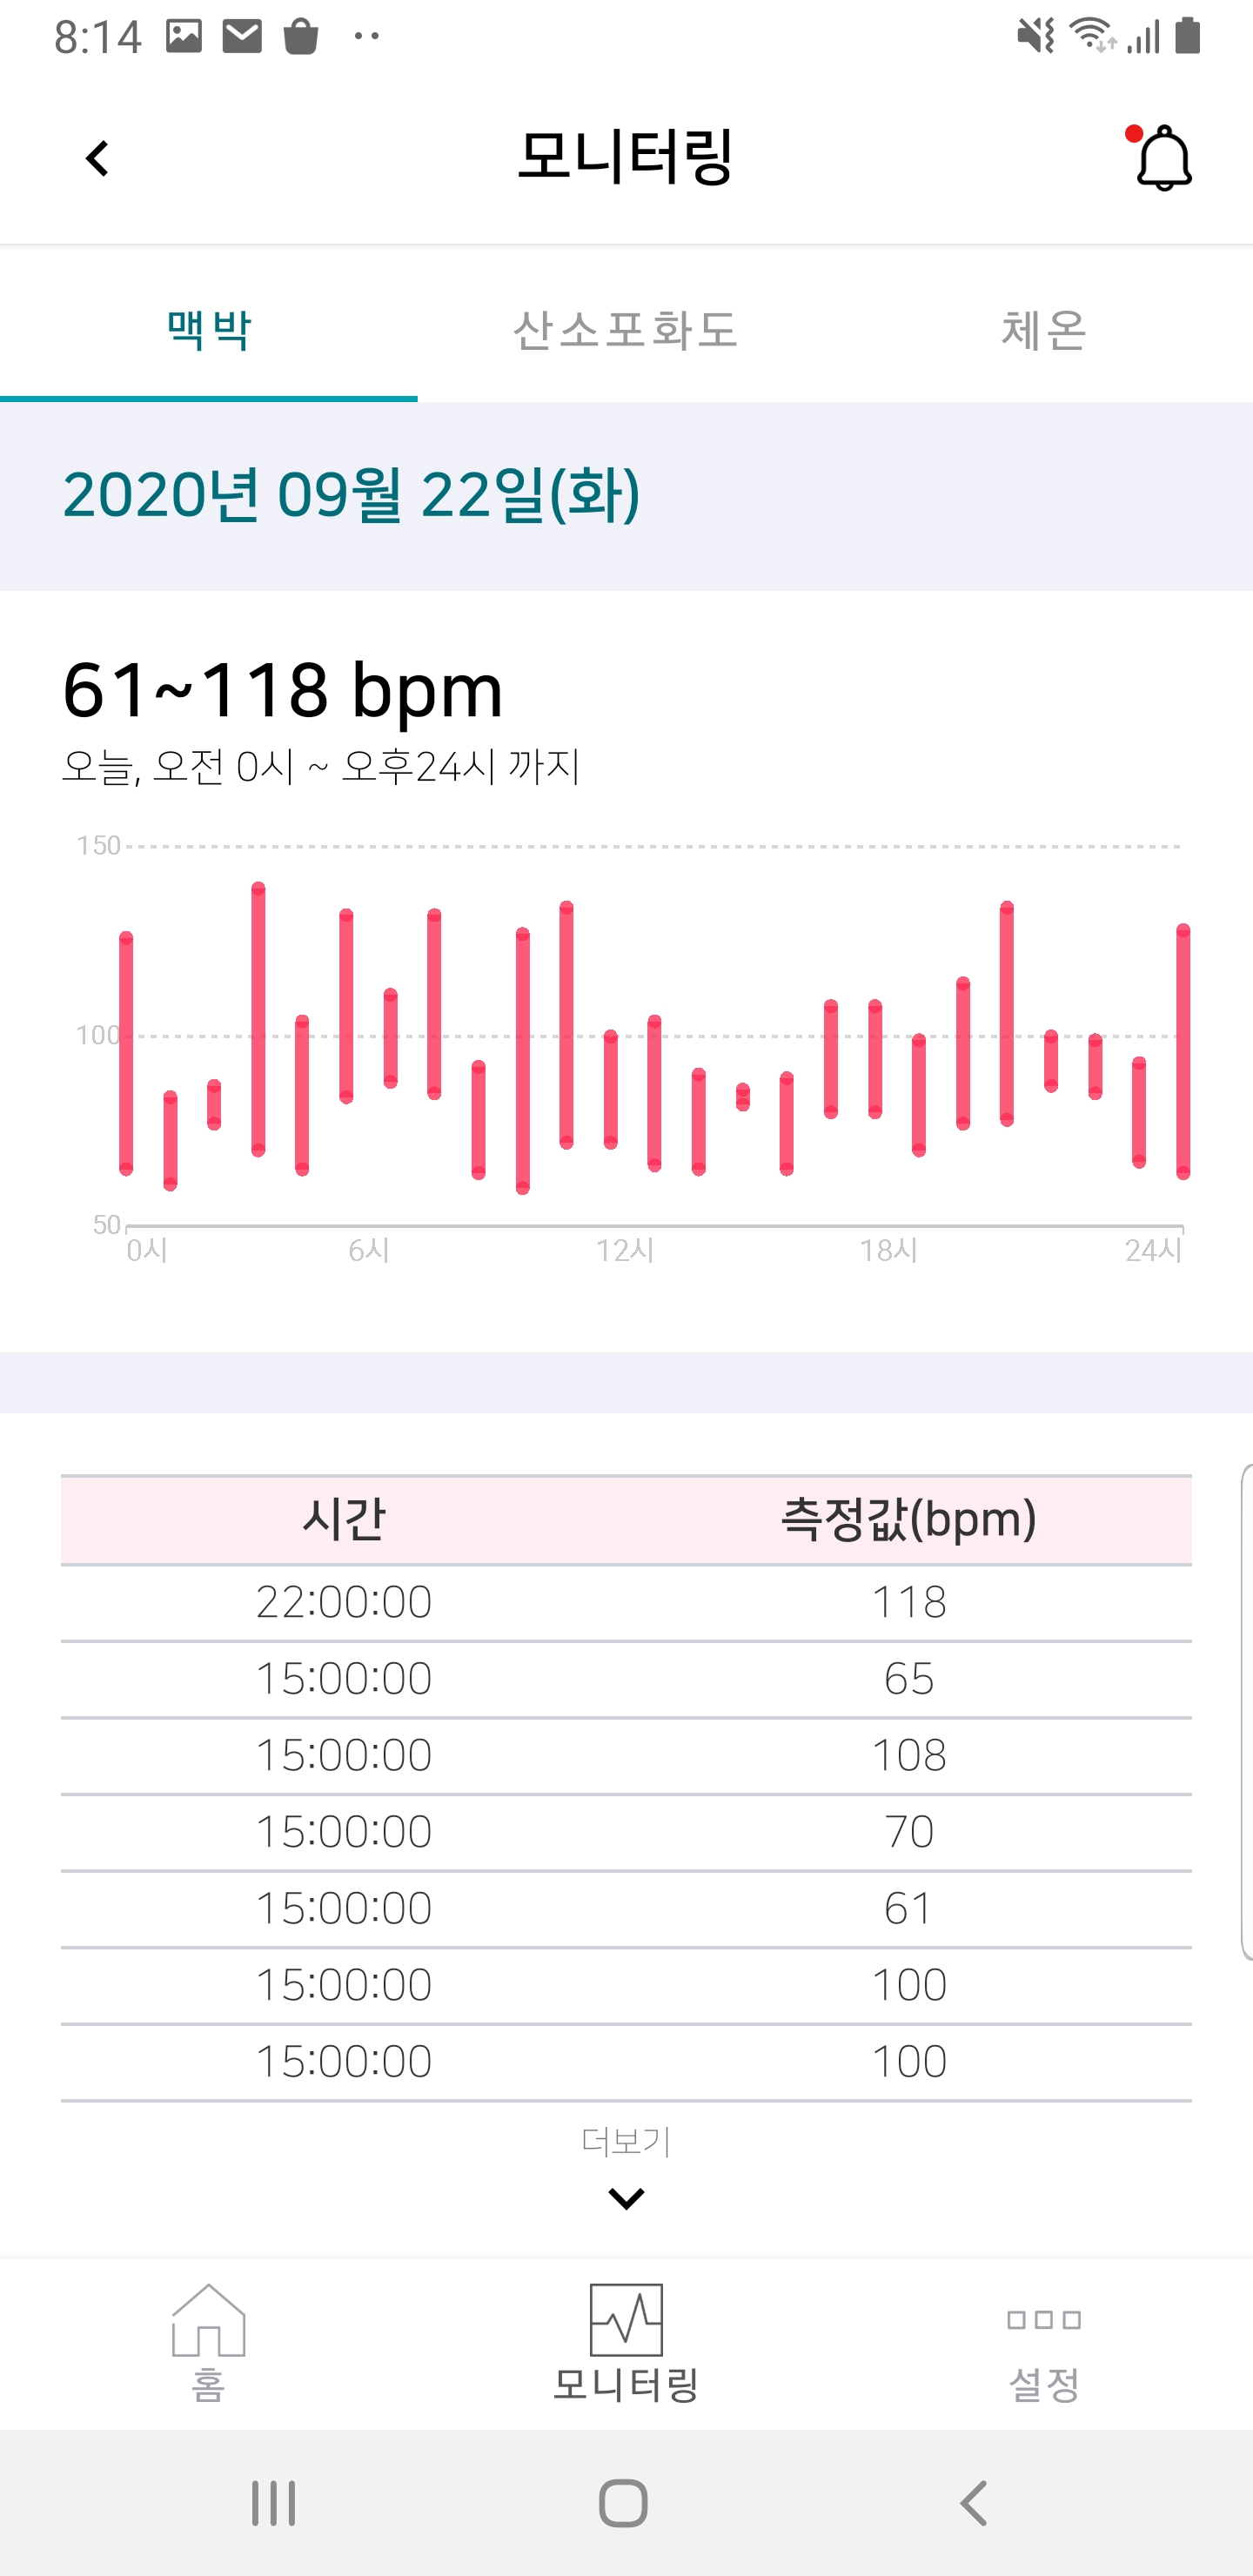 8:14
모니터링
맥박 산소포화도 체온
2020년 09월 22일(화)
61~118 bpm
오늘, 오전 0시 ~ 오후24시 까지
150
100
50
0시 6시 12시 18시 24시
시간 측정값(bpm)
22:00:00 118
15:00:00 65
15:00:00 108
15:00:00 70
15:00:00 61
15:00:00 100
15:00:00 100
더보기
홈 모니터링 설정